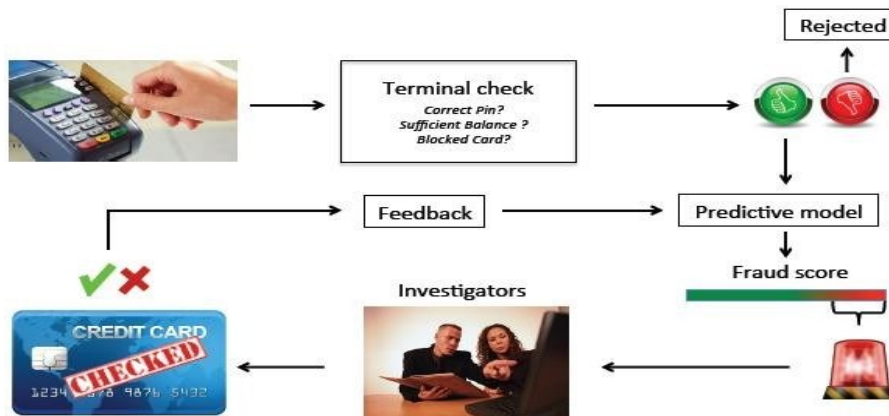 Rejected
Terminal check
Correct Pin?
Sufficient Balance ?
Blocked Card?
Feedback
Predictive model
Fraud score
Investigators
CREDIT CARD
CHECKED
1234 5678 9876 5432